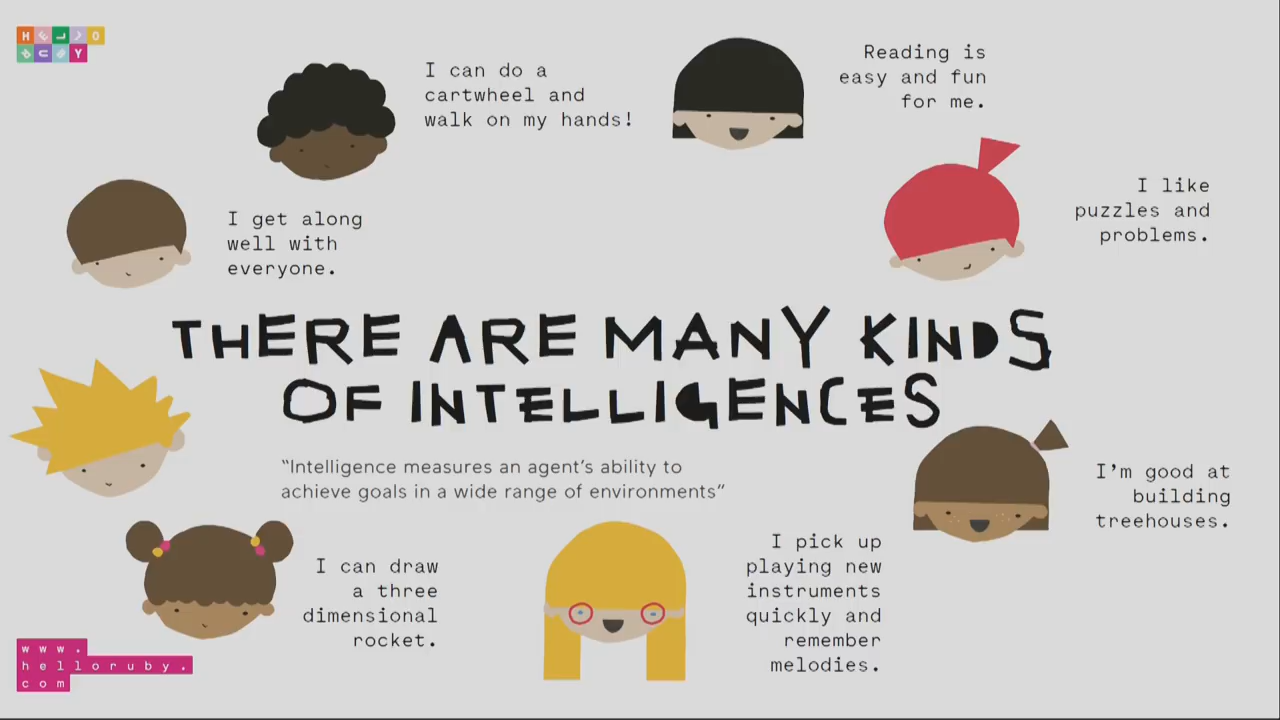 HELLO
RUBY
I can do a
cartwheel and
walk on my hands!
Reading is
easy and fun
for me.
I like
puzzles and
problems.
I get along
well with
everyone.
THERE ARE MANY KINDS
OF INTELLIGENCES
“Intelligence measures an agent’s ability to
achieve goals in a wide range of environments”
I’m good at
building
treehouses.
I can draw
a three
dimensional
rocket.
I pick up
playing new
instruments
quickly and
remember
melodies.
www.
helloruby.
com